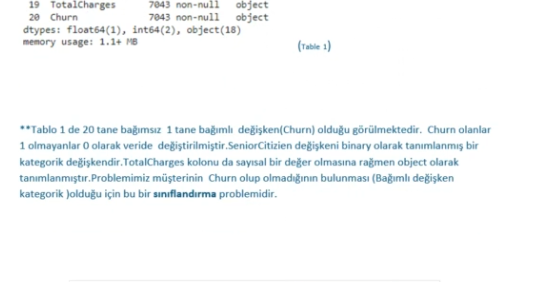 19 TotalCharges 7043 non-null object
20 Churn 7043 non-null object
dtypes: float64(1), int64(2), object(18)
memory usage: 1.1+ MB
(Table 1)
**Tablo 1 de 20 tane bağımsız 1 tane bağımlı değişken(Churn) olduğu görülmektedir. Churn olanlar
1 olmayanlar 0 olarak veride değiştirilmiştir.SeniorCitizien değişkeni binary olarak tanımlanmış bir
kategorik değişkendir.TotalCharges kolonu da sayısal bir değer olmasına rağmen object olarak
tanımlanmıştır.Problemimiz müşterinin Churn olup olmadığının bulunması (Bağımlı değişken
kategorik )olduğu için bu bir sınıflandırma problemidir.